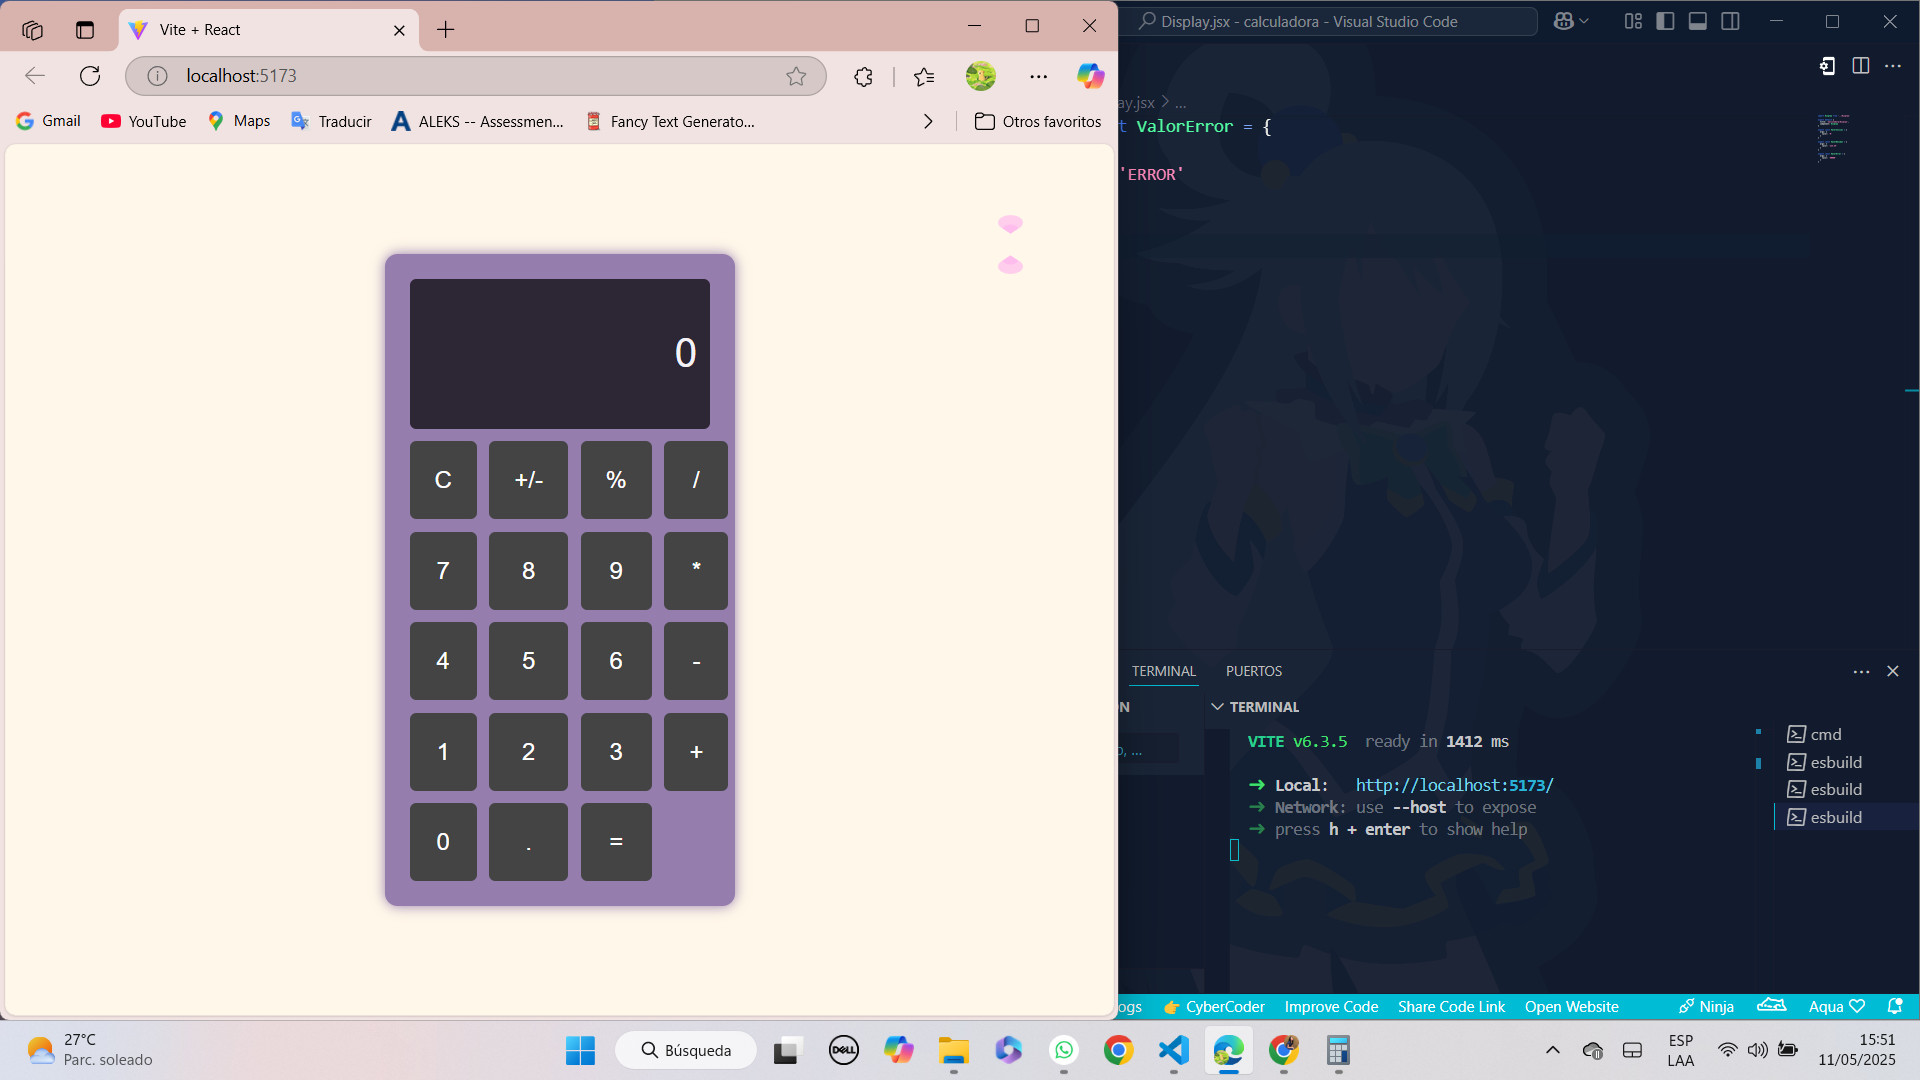 Vite + React
localhost:5173
Gmail YouTube Maps Traducir ALEKS -- Assessmen... Fancy Text Generato... Otros favoritos
0
C +/- % /
7 8 9 *
4 5 6 -
1 2 3 +
0 . =
Display.jsx - calculadora - Visual Studio Code
ay.jsx > ...
t ValorError = {
'ERROR'
TERMINAL PUERTOS
N
TERMINAL
o, ...
VITE v6.3.5 ready in 1412 ms
➜ Local: http://localhost:5173/
➜ Network: use --host to expose
➜ press h + enter to show help
cmd
esbuild
esbuild
esbuild
ogs CyberCoder Improve Code Share Code Link Open Website Ninja Aqua
27°C
Parc. soleado
Búsqueda
DELL
ESP
LAA
15:51
11/05/2025